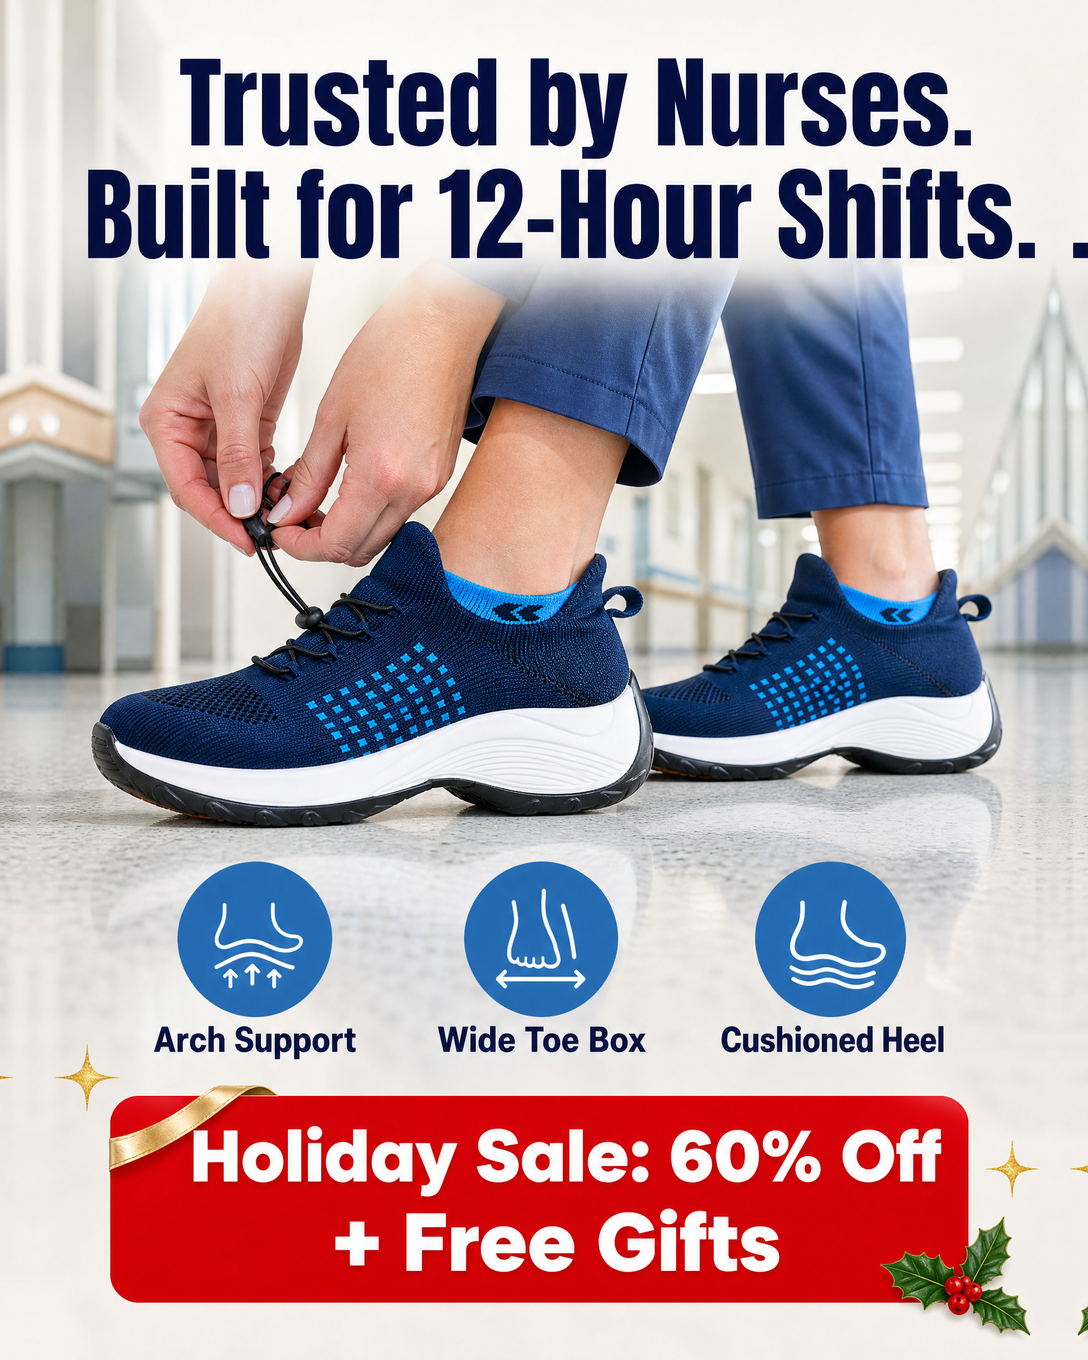 Trusted by Nurses.
Built for 12-Hour Shifts. .
Arch Support
Wide Toe Box
Cushioned Heel
Holiday Sale: 60% Off
+ Free Gifts